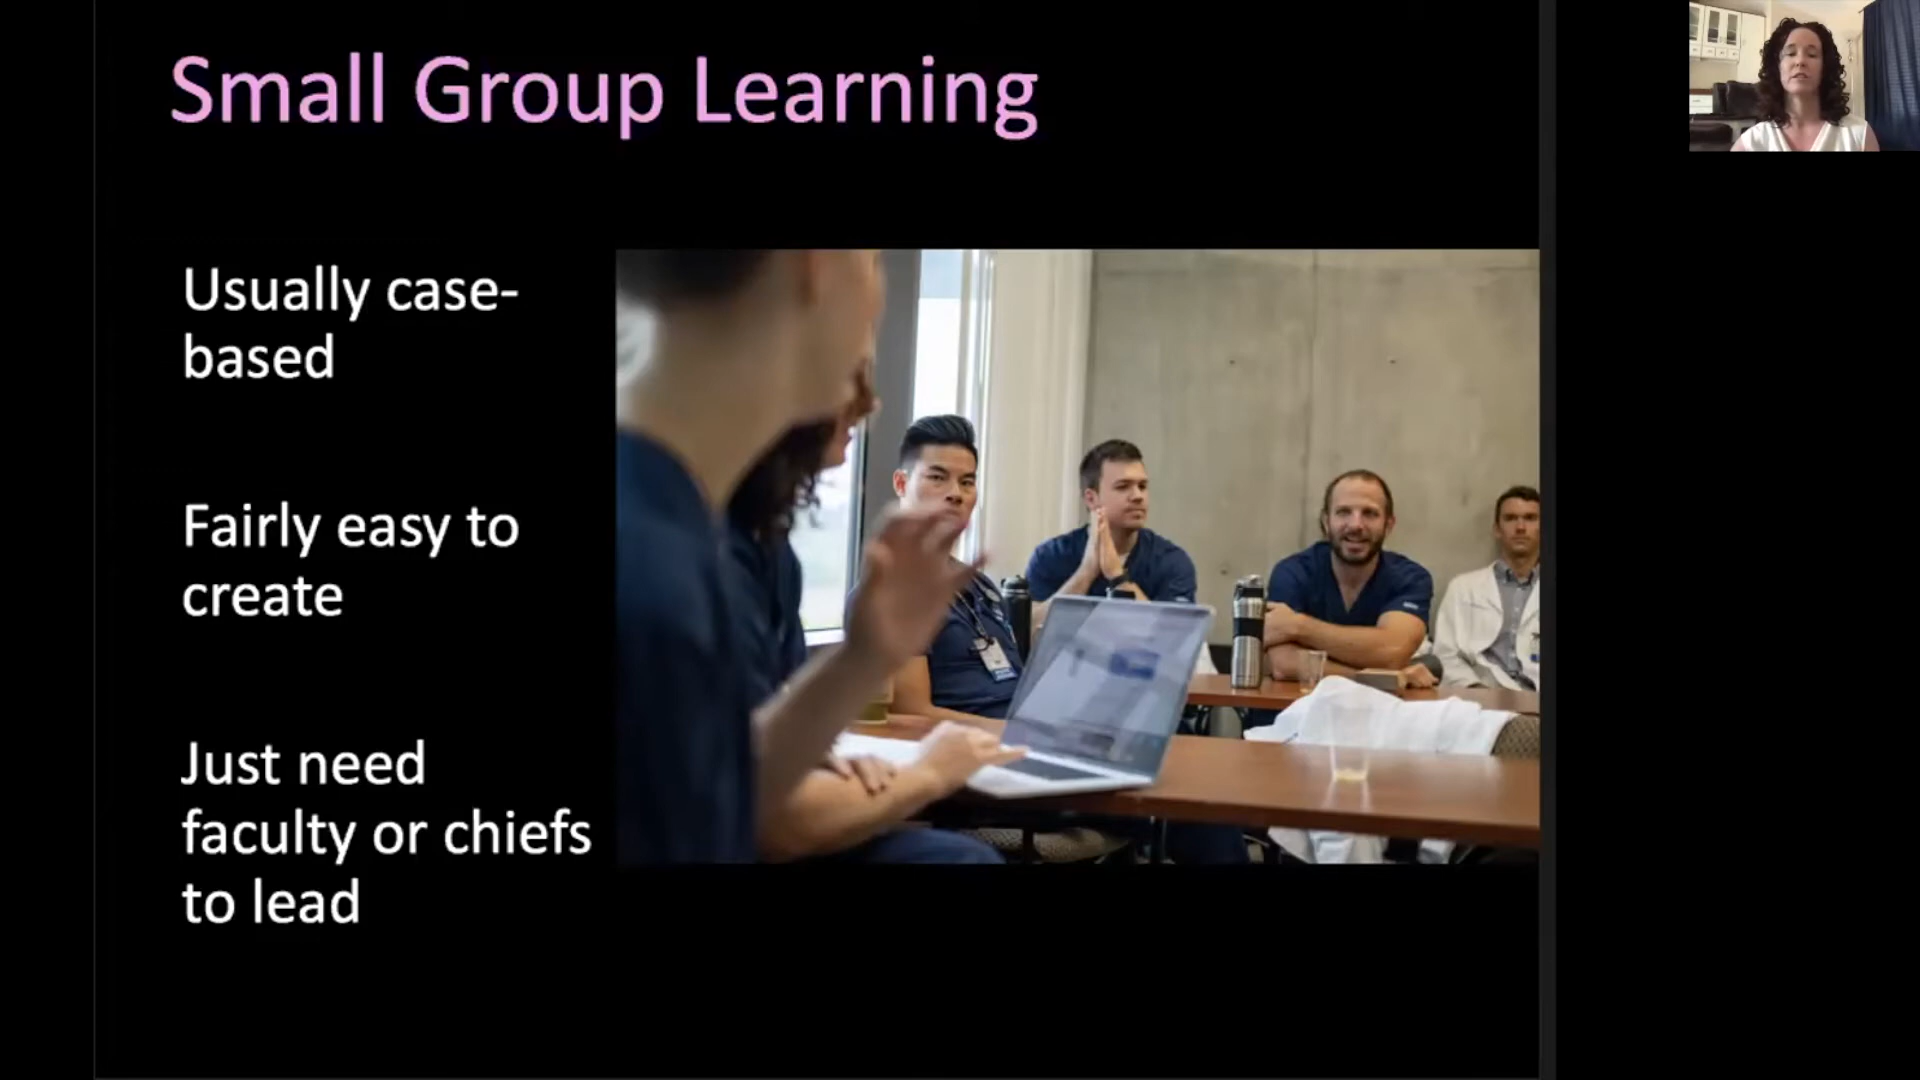 Small Group Learning
Usually case-
based
Fairly easy to
create
Just need
faculty or chiefs
to lead